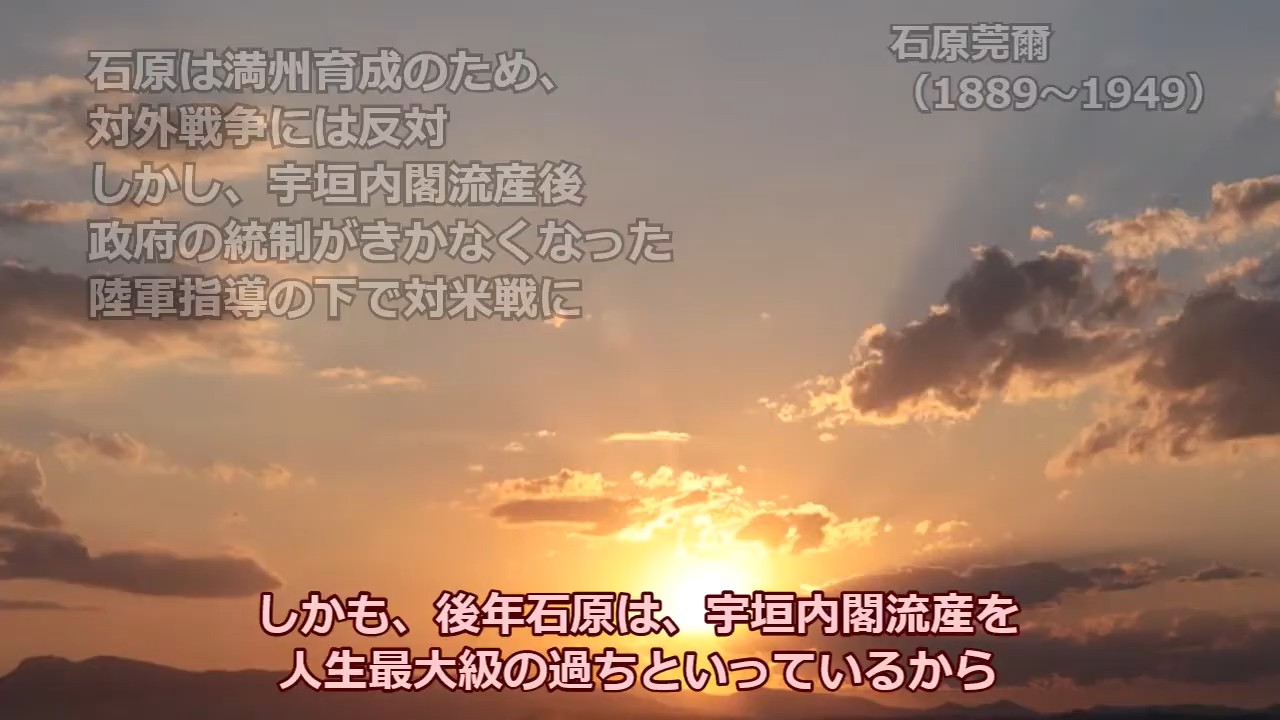 石原は満州育成のため、
対外戦争には反対
しかし、宇垣内閣流産後
政府の統制がきかなくなった
陸軍指導の下で対米戦に
石原莞爾
（1889～1949）
しかも、後年石原は、宇垣内閣流産を
人生最大級の過ちといっているから